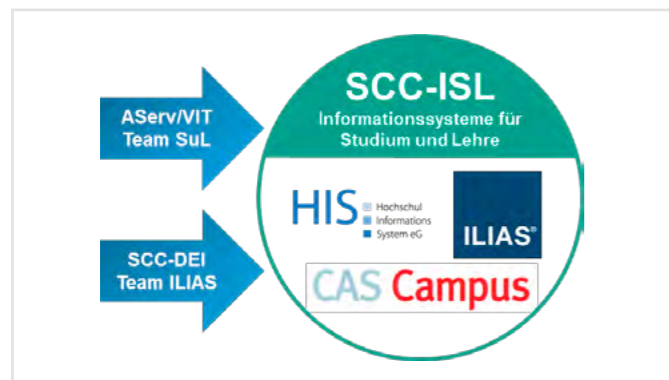 AServ/VIT
Team SuL
SCC-DEI
Team ILIAS
SCC-ISL
Informationssysteme für
Studium und Lehre
HIS
Hochschul
Informations
System eG
ILIAS®
CAS Campus